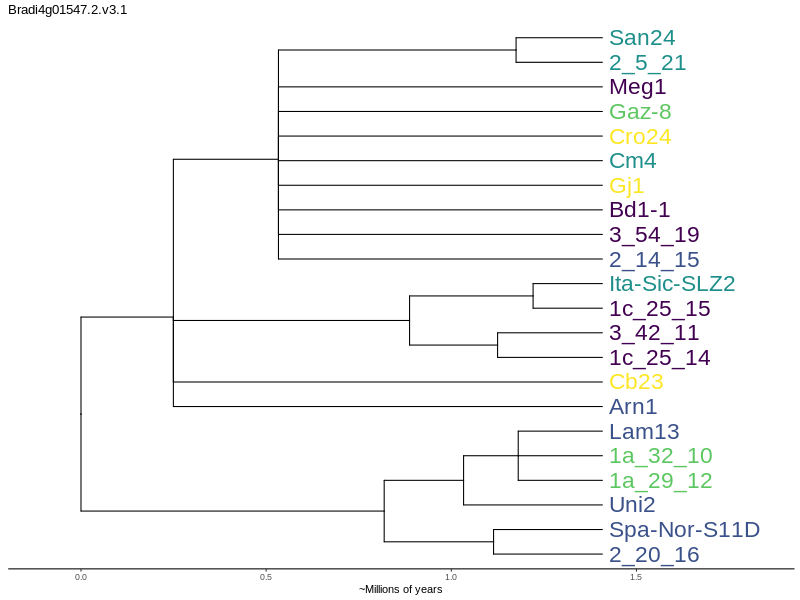 Bradi4g01547.2.v3.1
San24
2_5_21
Meg1
Gaz-8
Cro24
Cm4
Gj1
Bd1-1
3_54_19
2_14_15
Ita-Sic-SLZ2
1c_25_15
3_42_11
1c_25_14
Cb23
Arn1
Lam13
1a_32_10
1a_29_12
Uni2
Spa-Nor-S11D
2_20_16
0.0 0.5 1.0 1.5
~Millions of years